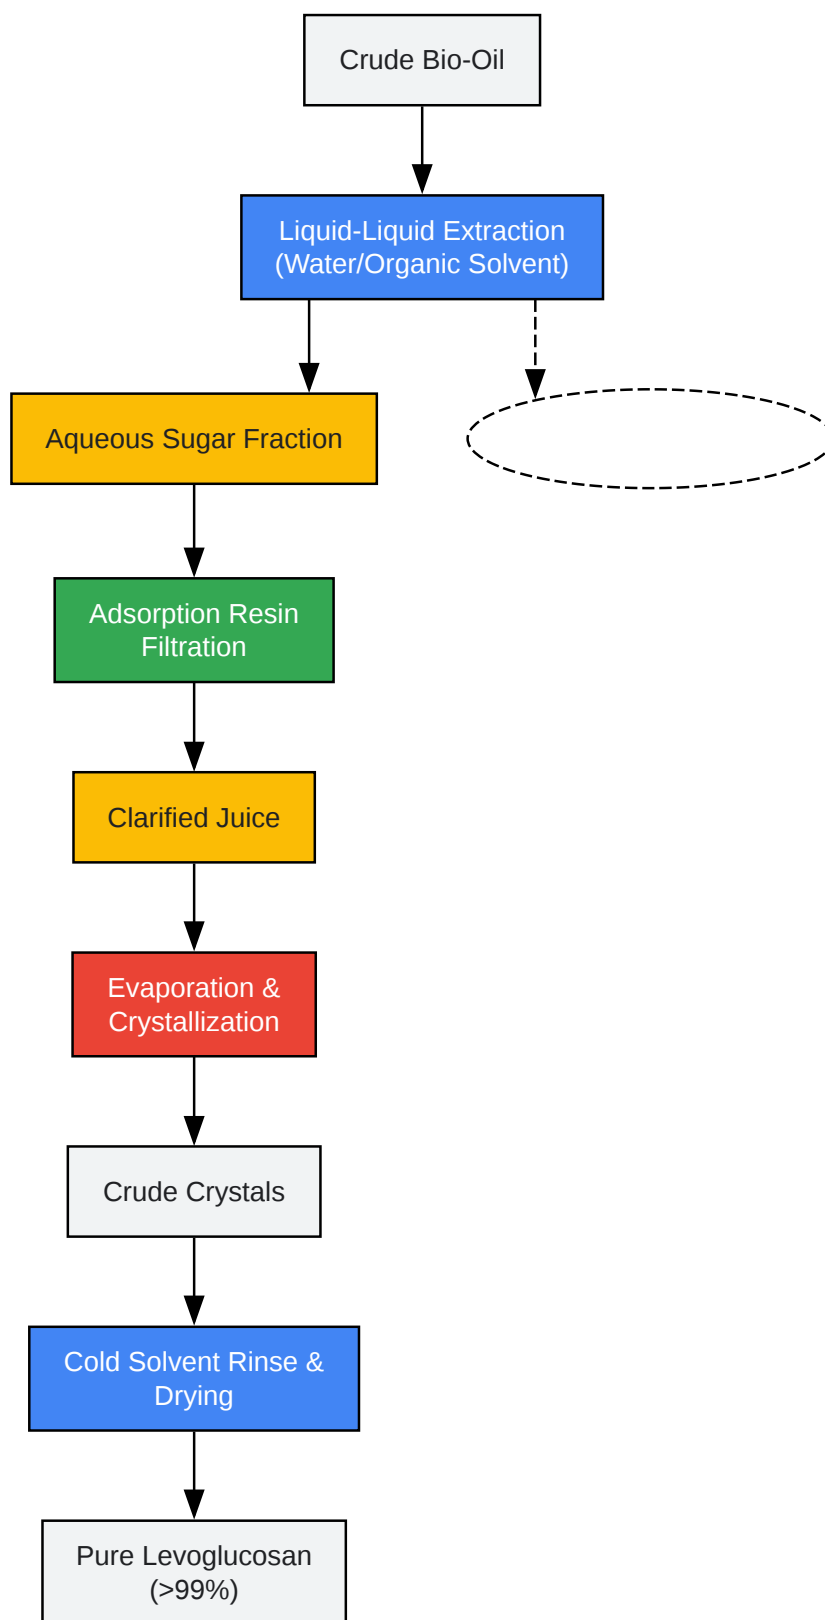 Crude Bio-Oil
Liquid-Liquid Extraction
(Water/Organic Solvent)
Aqueous Sugar Fraction
Adsorption Resin
Filtration
Clarified Juice
Evaporation &
Crystallization
Crude Crystals
Cold Solvent Rinse &
Drying
Pure Levoglucosan
(>99%)